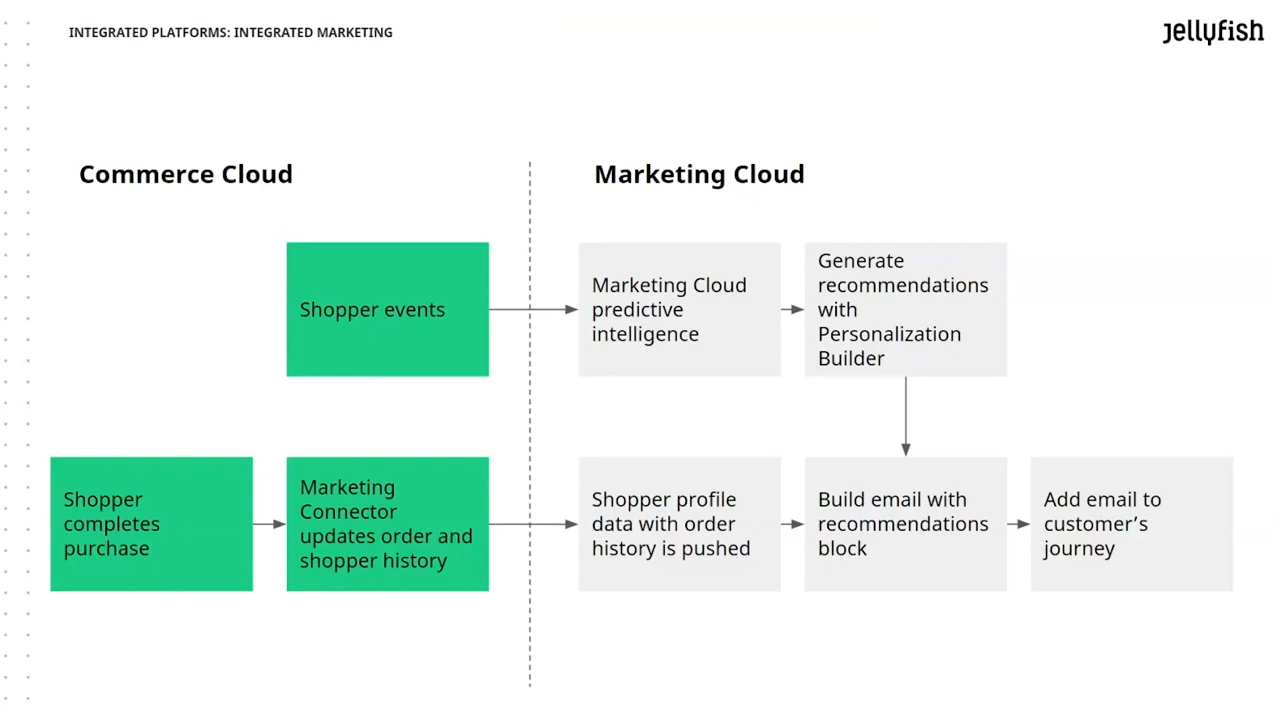 INTEGRATED PLATFORMS: INTEGRATED MARKETING
jellyfish
Commerce Cloud
Marketing Cloud
Shopper events
Marketing Cloud
predictive
intelligence
Generate
recommendations
with
Personalization
Builder
Shopper
completes
purchase
Marketing
Connector
updates order and
shopper history
Shopper profile
data with order
history is pushed
Build email with
recommendations
block
Add email to
customer’s
journey